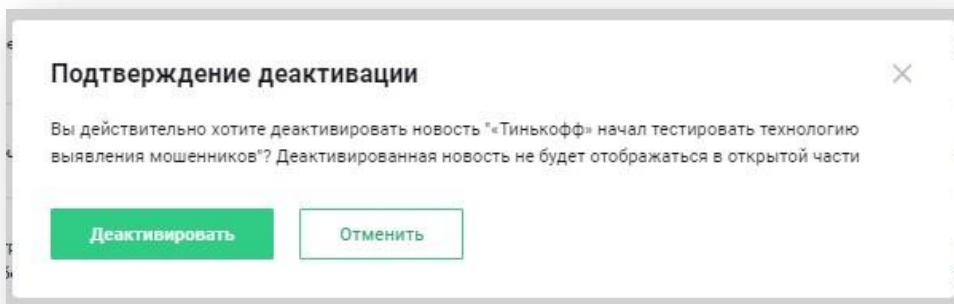 Подтверждение деактивации
Вы действительно хотите деактивировать новость "«Тинькофф» начал тестировать технологию
выявления мошенников"? Деактивированная новость не будет отображаться в открытой части
Деактивировать
Отменить